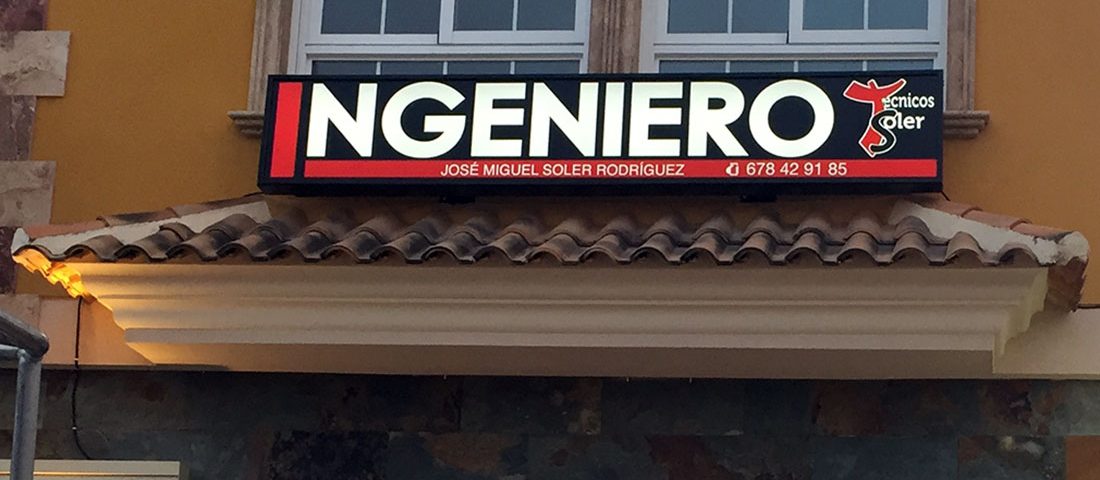 INGENIERO
Técnicos
Soler
JOSÉ MIGUEL SOLER RODRÍGUEZ 678 42 91 85